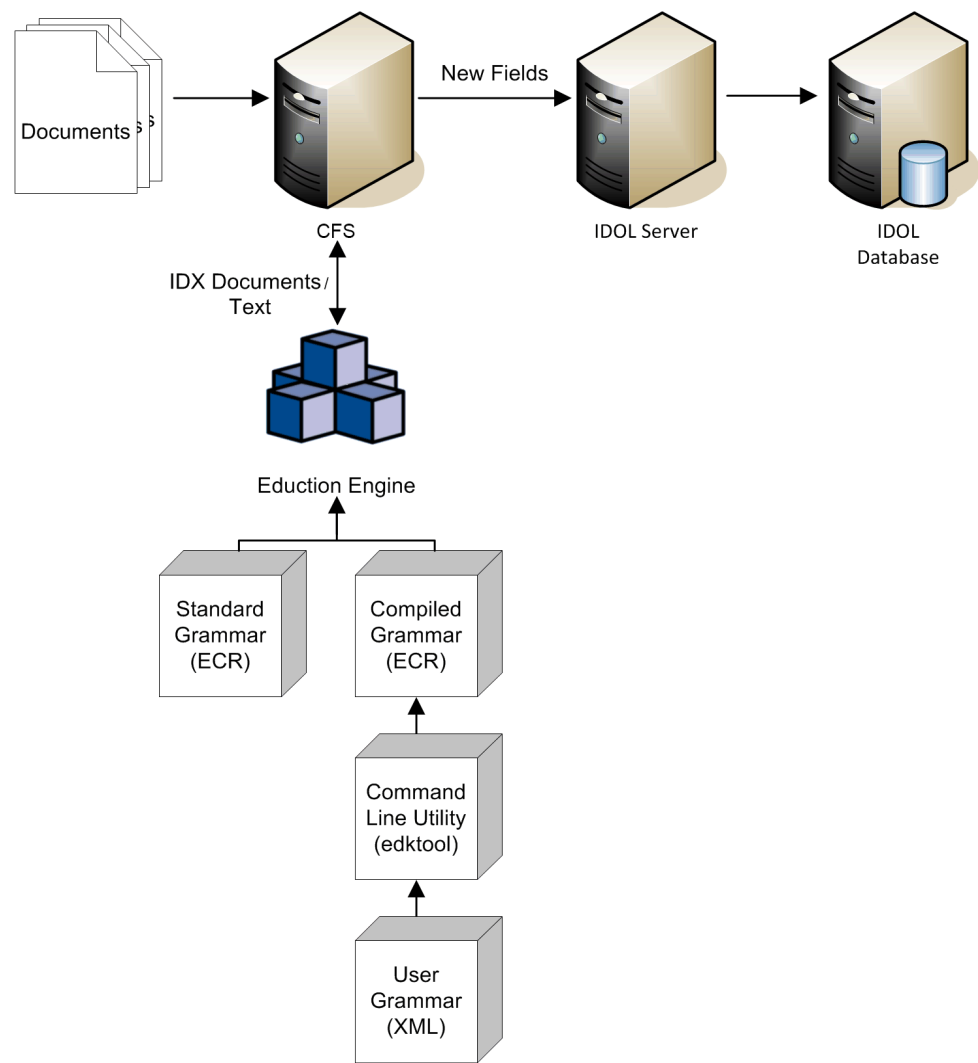 Documents
s
New Fields
CFS
IDOL Server
IDOL
Database
IDX Documents/
Text
Eduction Engine
Standard
Grammar
(ECR)
Compiled
Grammar
(ECR)
Command
Line Utility
(edktool)
User
Grammar
(XML)